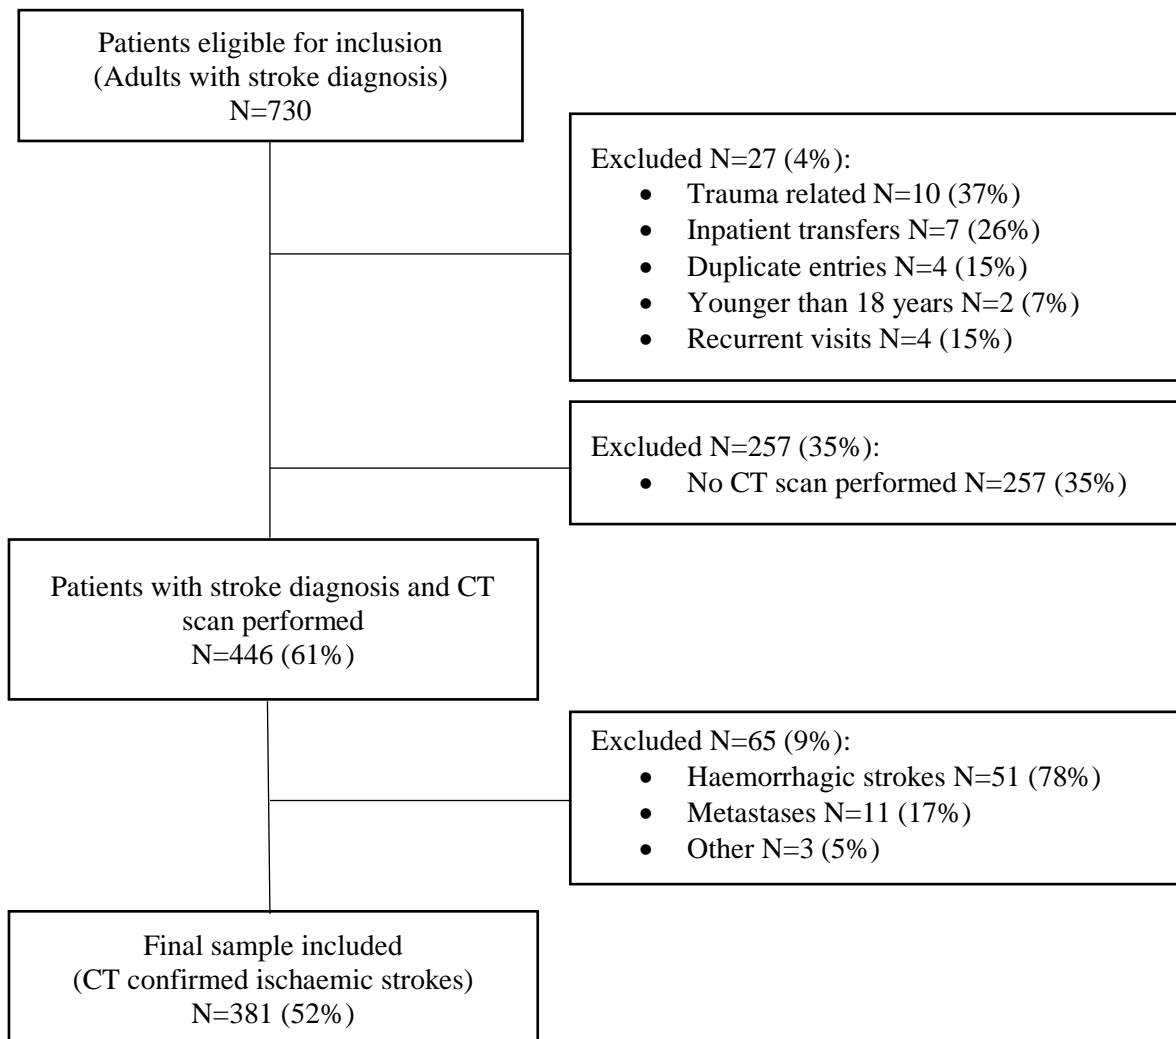 Patients eligible for inclusion
(Adults with stroke diagnosis)
N=730
Excluded N=27 (4%):
• Trauma related N=10 (37%)
• Inpatient transfers N=7 (26%)
• Duplicate entries N=4 (15%)
• Younger than 18 years N=2 (7%)
• Recurrent visits N=4 (15%)
Excluded N=257 (35%):
• No CT scan performed N=257 (35%)
Patients with stroke diagnosis and CT
scan performed
N=446 (61%)
Excluded N=65 (9%):
• Haemorrhagic strokes N=51 (78%)
• Metastases N=11 (17%)
• Other N=3 (5%)
Final sample included
(CT confirmed ischaemic strokes)
N=381 (52%)